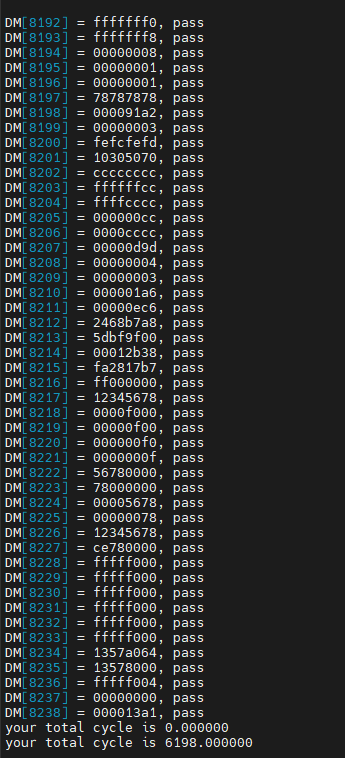 DM[8192] = fffffff0, pass
DM[8193] = fffffff8, pass
DM[8194] = 00000008, pass
DM[8195] = 00000001, pass
DM[8196] = 00000001, pass
DM[8197] = 78787878, pass
DM[8198] = 000091a2, pass
DM[8199] = 00000003, pass
DM[8200] = fefcfefd, pass
DM[8201] = 10305070, pass
DM[8202] = cccccccc, pass
DM[8203] = ffffffcc, pass
DM[8204] = ffffcccc, pass
DM[8205] = 000000cc, pass
DM[8206] = 0000cccc, pass
DM[8207] = 00000d9d, pass
DM[8208] = 00000004, pass
DM[8209] = 00000003, pass
DM[8210] = 000001a6, pass
DM[8211] = 00000ec6, pass
DM[8212] = 2468b7a8, pass
DM[8213] = 5dbf9f00, pass
DM[8214] = 00012b38, pass
DM[8215] = fa2817b7, pass
DM[8216] = ff000000, pass
DM[8217] = 12345678, pass
DM[8218] = 0000f000, pass
DM[8219] = 00000f00, pass
DM[8220] = 000000f0, pass
DM[8221] = 0000000f, pass
DM[8222] = 56780000, pass
DM[8223] = 78000000, pass
DM[8224] = 00005678, pass
DM[8225] = 00000078, pass
DM[8226] = 12345678, pass
DM[8227] = ce780000, pass
DM[8228] = fffff000, pass
DM[8229] = fffff000, pass
DM[8230] = fffff000, pass
DM[8231] = fffff000, pass
DM[8232] = fffff000, pass
DM[8233] = fffff000, pass
DM[8234] = 1357a064, pass
DM[8235] = 13578000, pass
DM[8236] = fffff004, pass
DM[8237] = 00000000, pass
DM[8238] = 000013a1, pass
your total cycle is 0.000000
your total cycle is 6198.000000